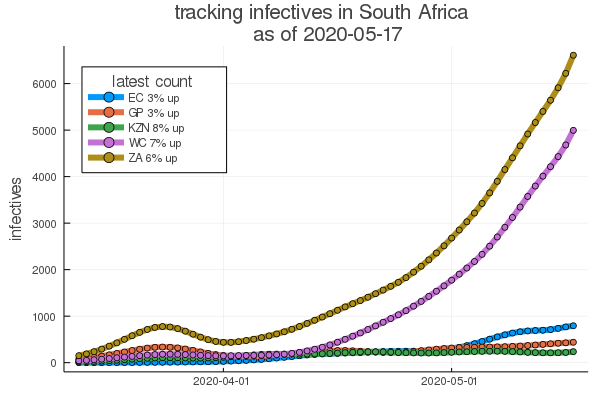 tracking infectives in South Africa
as of 2020-05-17
latest count
EC 3% up
GP 3% up
KZN 8% up
WC 7% up
ZA 6% up
infectives
6000
5000
4000
3000
2000
1000
0
2020-04-01
2020-05-01